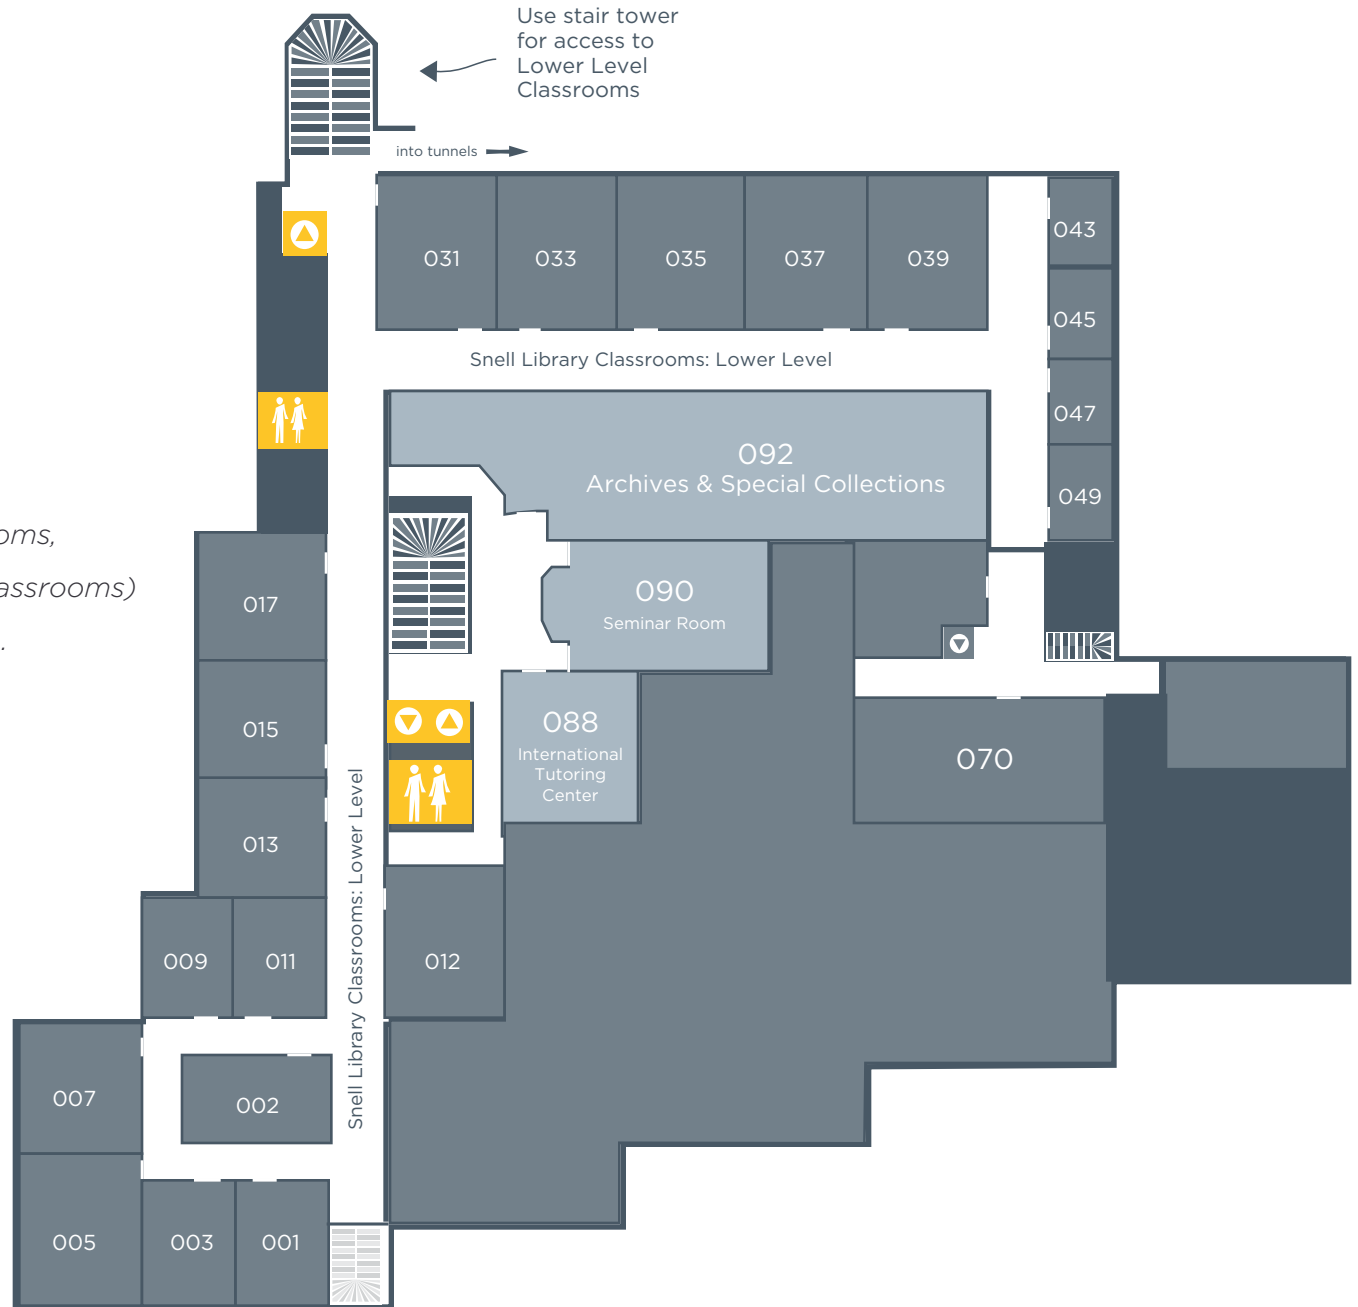 Use stair tower
for access to
Lower Level
Classrooms
into tunnels
031
033
035
037
039
043
045
047
049
Snell Library Classrooms: Lower Level
092
Archives & Special Collections
090
Seminar Room
088
International
Tutoring
Center
070
017
015
013
009
011
012
Snell Library Classrooms: Lower Level
007
002
005
003
001